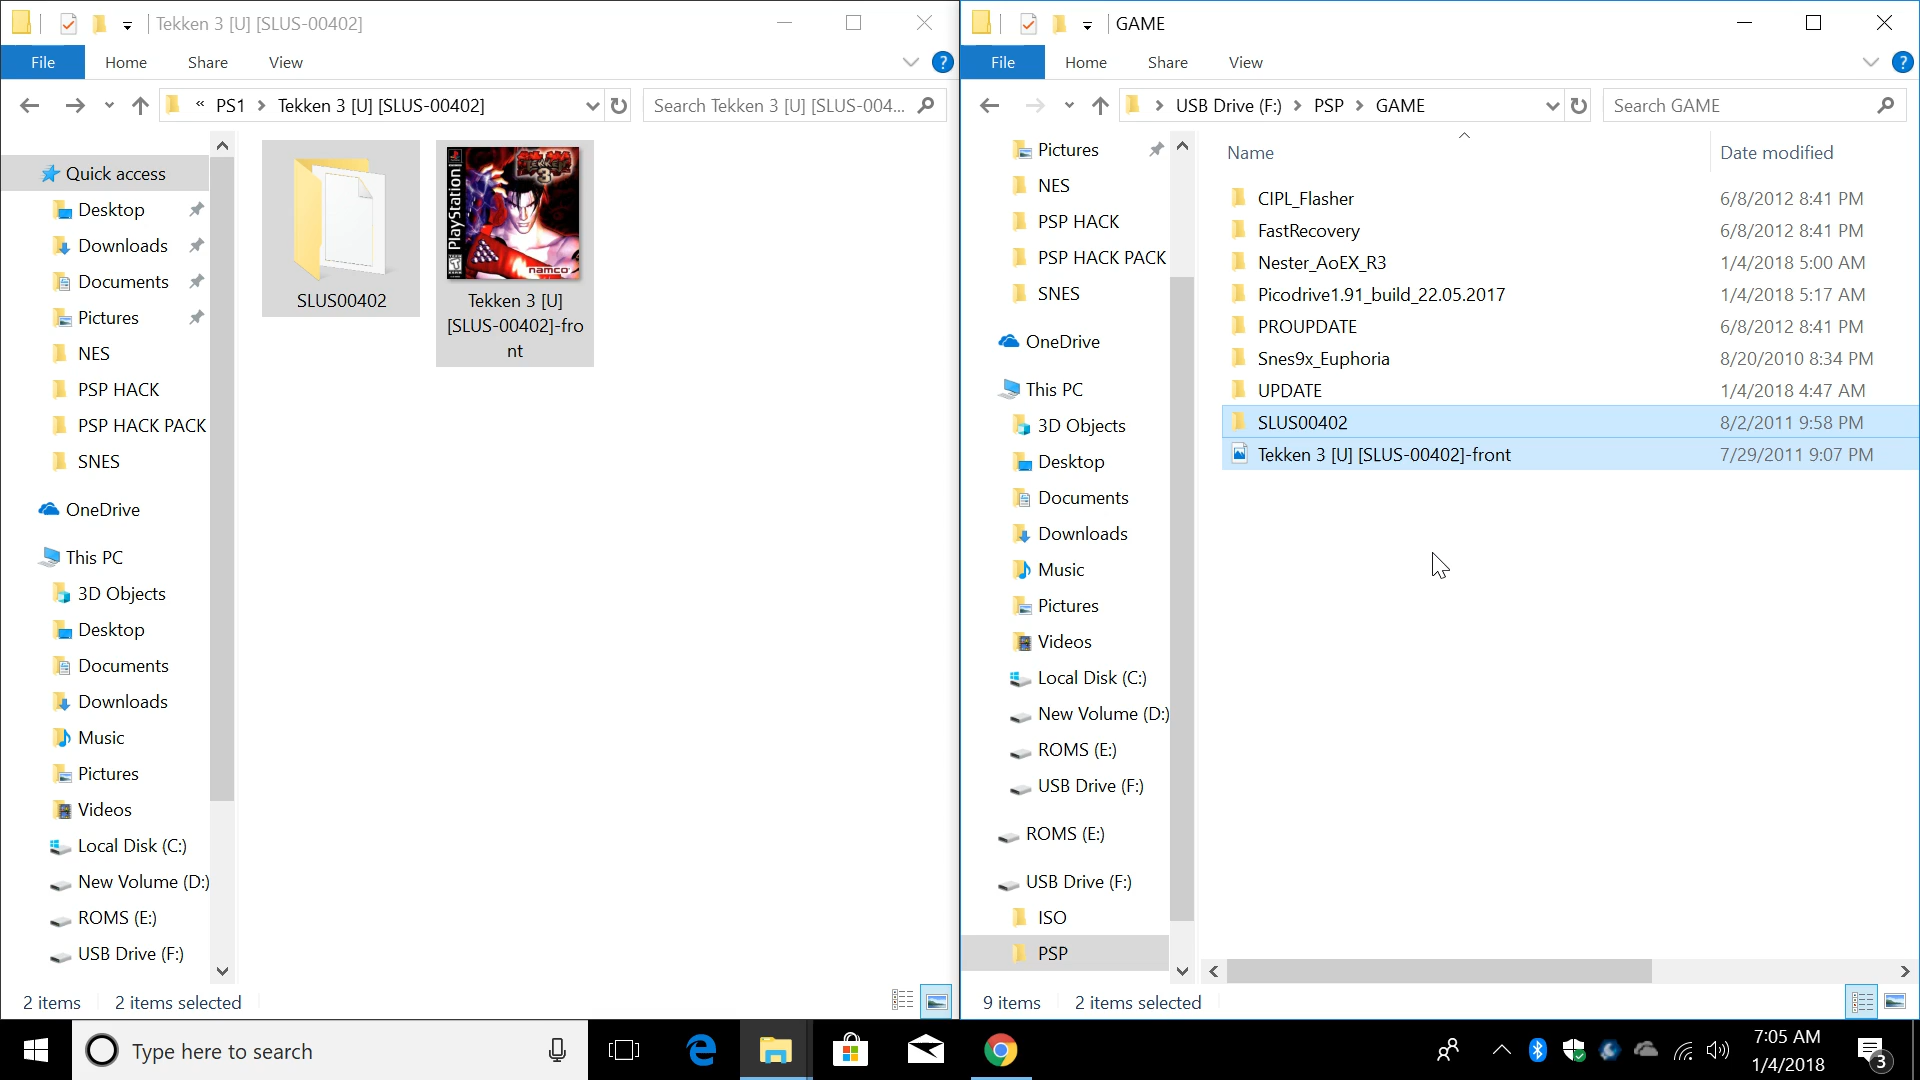 Tekken 3 [U] [SLUS-00402]
File Home Share View
« PS1 Tekken 3 [U] [SLUS-00402]
Search Tekken 3 [U] [SLUS-004...
Quick access
Desktop
Downloads
Documents
Pictures
NES
PSP HACK
PSP HACK PACK
SNES
OneDrive
This PC
3D Objects
Desktop
Documents
Downloads
Music
Pictures
Videos
Local Disk (C:)
New Volume (D:)
ROMS (E:)
USB Drive (F:)
SLUS00402
PlayStation
TEKKEN
3
namco
Tekken 3 [U]
[SLUS-00402]-fro
nt
2 items 2 items selected
GAME
File Home Share View
USB Drive (F:) PSP GAME
Search GAME
Pictures
NES
PSP HACK
PSP HACK PACK
SNES
OneDrive
This PC
3D Objects
Desktop
Documents
Downloads
Music
Pictures
Videos
Local Disk (C:)
New Volume (D:)
ROMS (E:)
USB Drive (F:)
ROMS (E:)
USB Drive (F:)
ISO
PSP
Name Date modified
CIPL_Flasher 6/8/2012 8:41 PM
FastRecovery 6/8/2012 8:41 PM
Nester_AoEX_R3 1/4/2018 5:00 AM
Picodrive1.91_build_22.05.2017 1/4/2018 5:17 AM
PROUPDATE 6/8/2012 8:41 PM
Snes9x_Euphoria 8/20/2010 8:34 PM
UPDATE 1/4/2018 4:47 AM
SLUS00402 8/2/2011 9:58 PM
Tekken 3 [U] [SLUS-00402]-front 7/29/2011 9:07 PM
9 items 2 items selected
Type here to search
7:05 AM
1/4/2018
3